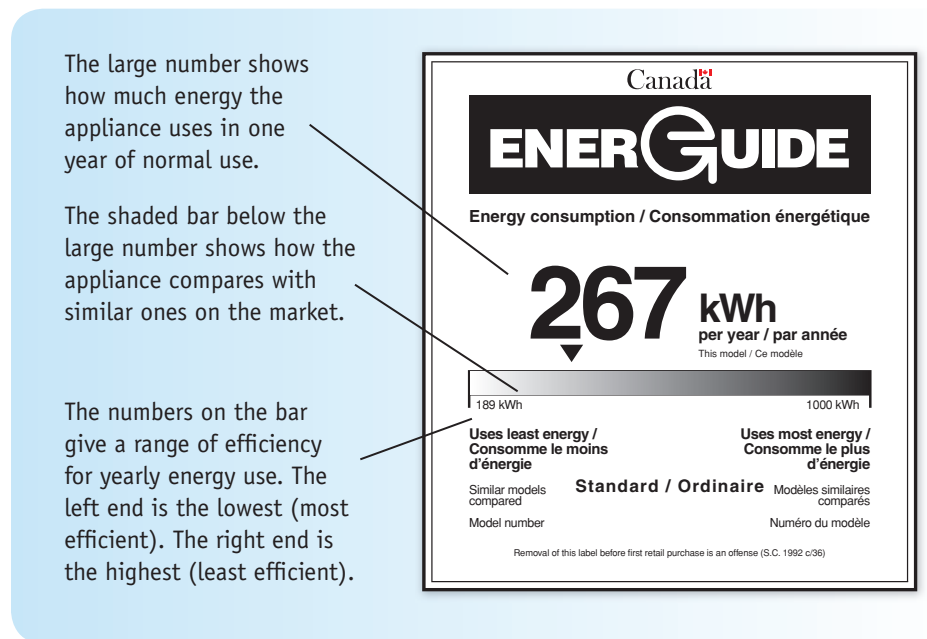 The large number shows
how much energy the
appliance uses in one
year of normal use.
The shaded bar below the
large number shows how the
appliance compares with
similar ones on the market.
The numbers on the bar
give a range of efficiency
for yearly energy use. The
left end is the lowest (most
efficient). The right end is
the highest (least efficient).
Canada
ENERGUIDE
Energy consumption / Consommation énergétique
267 kWh
per year / par année
This model / Ce modèle
189 kWh 1000 kWh
Uses least energy /
Consomme le moins
d'énergie
Uses most energy /
Consomme le plus
d'énergie
Similar models
compared
Standard / Ordinaire
Modèles similaires
comparés
Model number
Numéro du modèle
Removal of this label before first retail purchase is an offense (S.C. 1992 c/36)